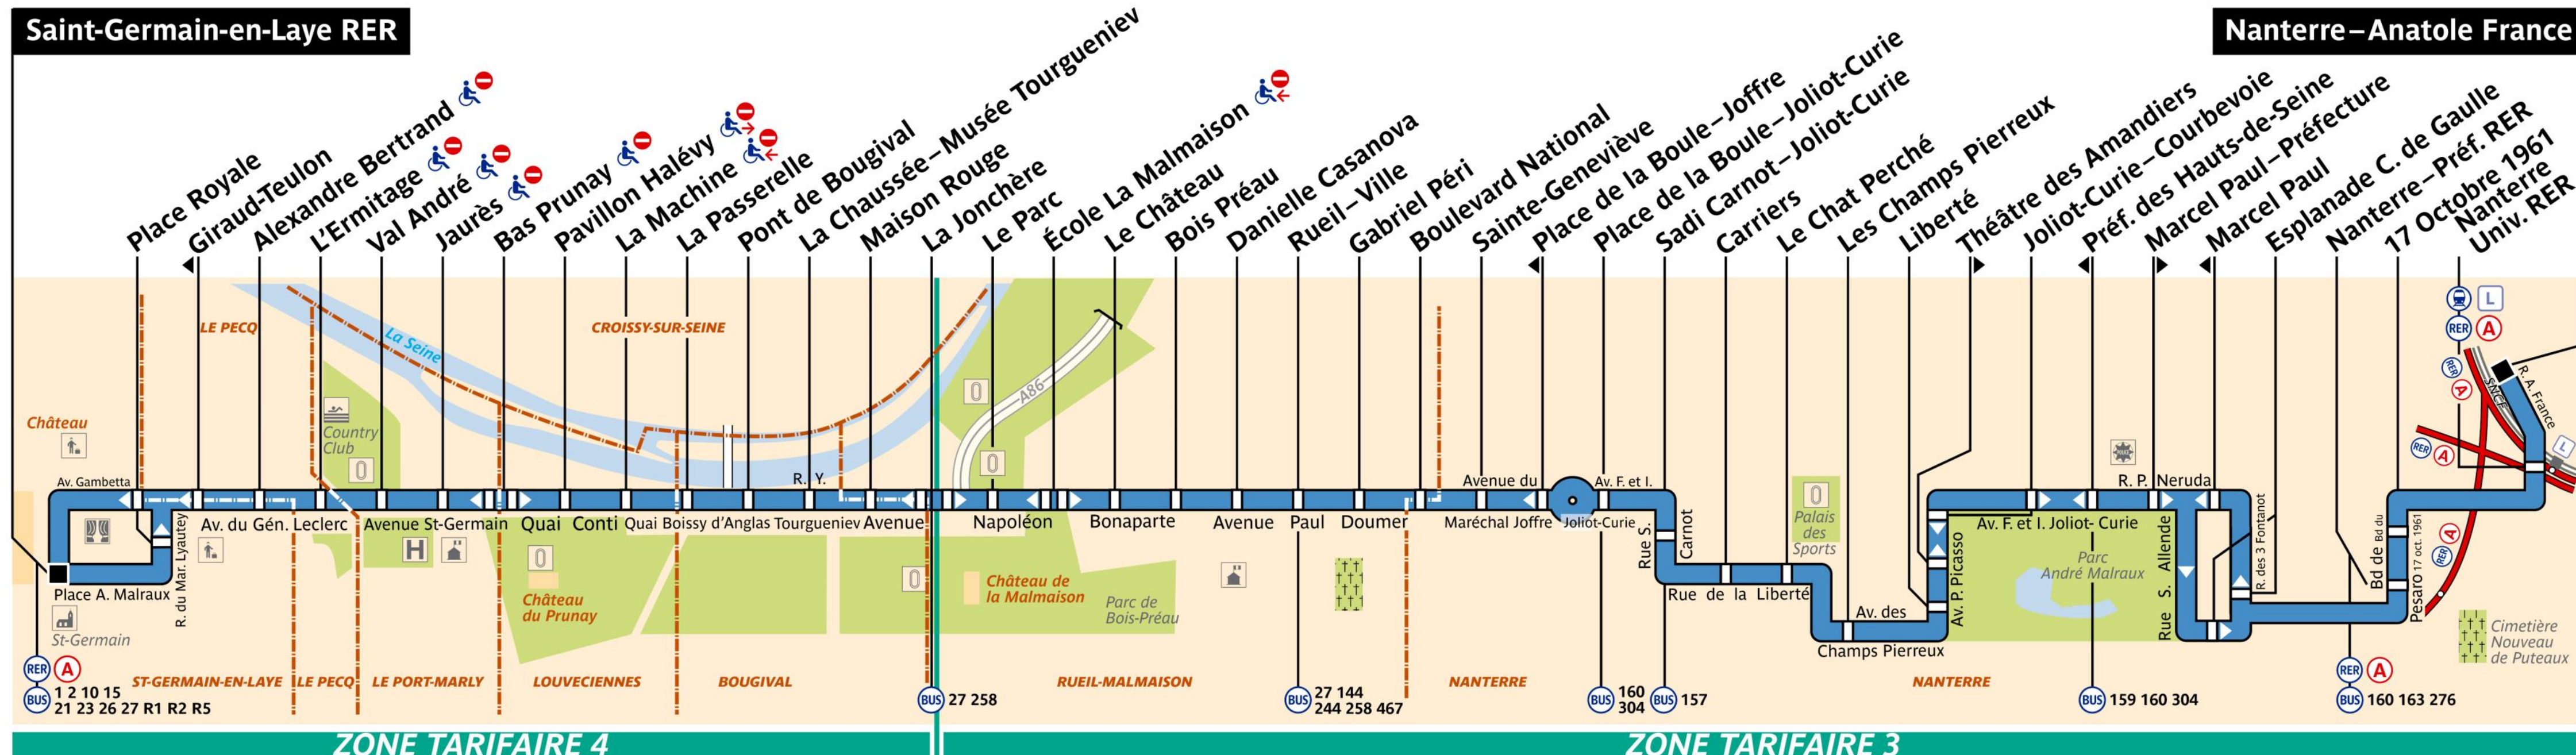 Saint-Germain-en-Laye RER
Nanterre–Anatole France
Place Royale
Giraud-Teulon
Alexandre Bertrand
L'Ermitage
Val André
Jaurès
Bas Prunay
Pavillon Halévy
La Machine
La Passerelle
Pont de Bougival
La Chaussée–Musée Tourgueniev
Maison Rouge
La Jonchère
Le Parc
École La Malmaison
Le Château
Bois Préau
Danielle Casanova
Rueil–Ville
Gabriel Péri
Boulevard National
Sainte-Geneviève
Place de la Boule–Joffre
Place de la Boule–Joliot-Curie
Sadi Carnot–Joliot-Curie
Carriers
Le Chat Perché
Les Champs Pierreux
Liberté
Théâtre des Amandiers
Joliot-Curie–Courbevoie
Préf. des Hauts-de-Seine
Marcel Paul–Préfecture
Marcel Paul
Esplanade C. de Gaulle
Nanterre–Préf. RER
17 Octobre 1961
Nanterre
Univ. RER
LE PECQ
La Seine
CROISSY-SUR-SEINE
A86
L
RER A
RER A
SNCF
R. A. France
Château
Country
Club
RER A
L
Av. Gambetta
R. Y.
Avenue du
Av. F. et I.
R. P. Neruda
Av. du Gén. Leclerc
Avenue St-Germain
Quai Conti
Quai Boissy d'Anglas
Tourgueniev
Avenue
Napoléon
Bonaparte
Avenue Paul Doumer
Maréchal Joffre
Joliot-Curie
Av. F. et I. Joliot- Curie
R. du Mar. Lyautey
H
Rue S.
Carnot
Palais
des
Sports
Av. P. Picasso
Parc
André Malraux
Rue S. Allende
R. des 3 Fontanot
Bd de
Pesaro
Bd du
17 oct. 1961
RER A
Place A. Malraux
St-Germain
Château
du Prunay
Château de
la Malmaison
Parc de
Bois-Préau
Rue de la Liberté
Av. des
Champs Pierreux
Cimetière
Nouveau
de Puteaux
RER A
BUS 1 2 10 15
21 23 26 27 R1 R2 R5
ST-GERMAIN-EN-LAYE
LE PECQ
LE PORT-MARLY
LOUVECIENNES
BOUGIVAL
RUEIL-MALMAISON
NANTERRE
NANTERRE
BUS 27 258
BUS 27 144
244 258 467
BUS 160
304
BUS 157
BUS 159 160 304
RER A
BUS 160 163 276
ZONE TARIFAIRE 4
ZONE TARIFAIRE 3